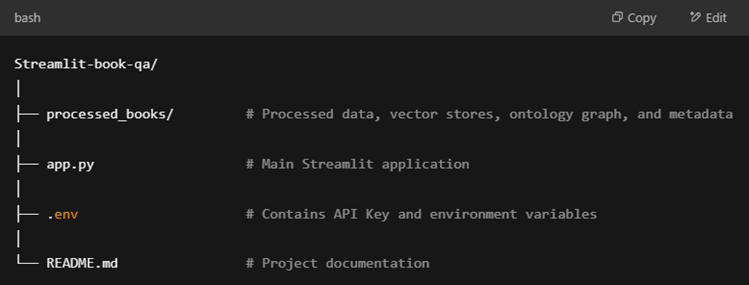 bash Copy Edit
Streamlit-book-qa/
│
├── processed_books/ # Processed data, vector stores, ontology graph, and metadata
│
├── app.py # Main Streamlit application
│
├── .env # Contains API Key and environment variables
│
└── README.md # Project documentation